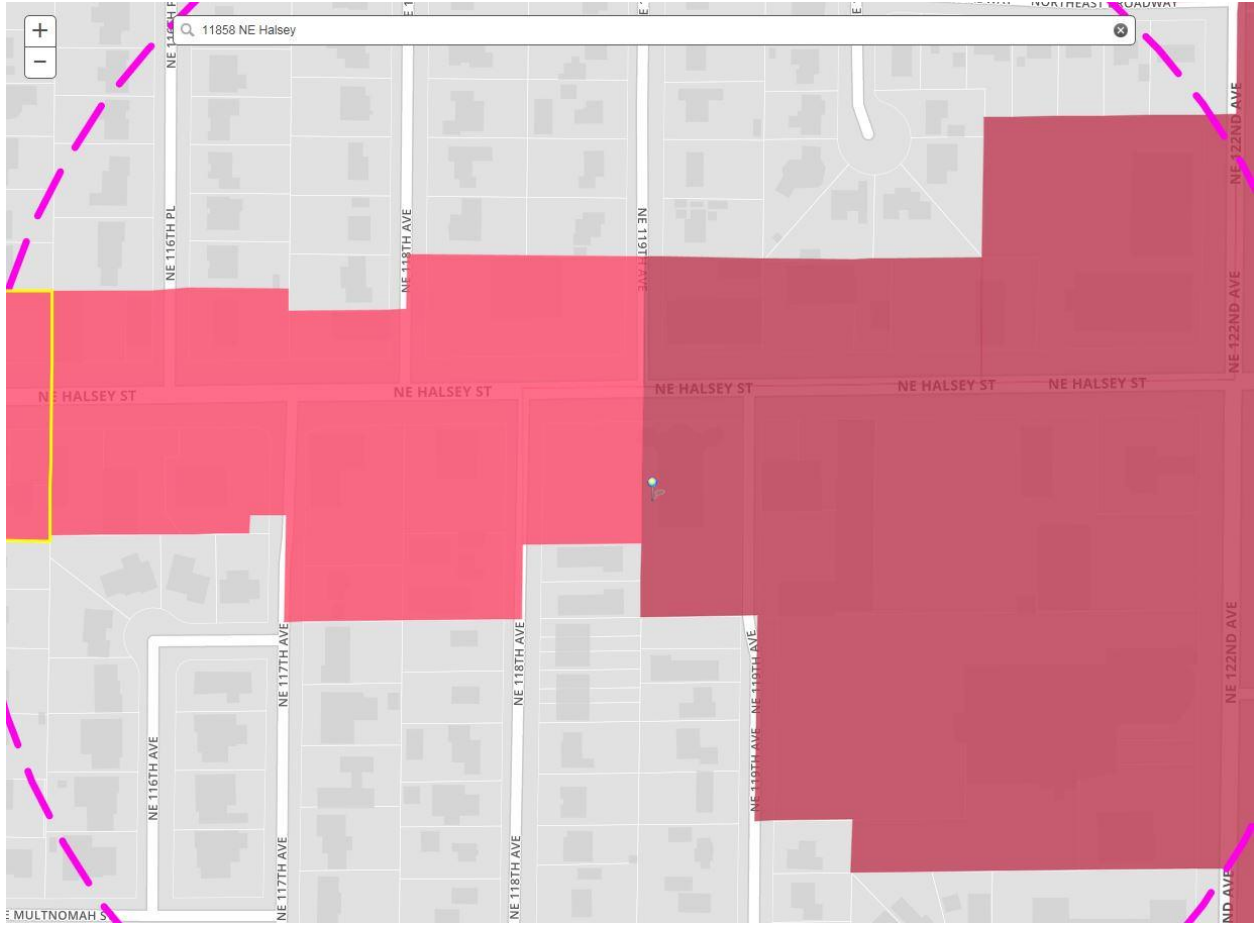 NORTHEAST BROADWAY
+
−
11858 NE Halsey
NE 116TH PL
NE 118TH AVE
NE 119TH AVE
NE 122ND AVE
NE 122ND AVE
NE HALSEY ST
NE HALSEY ST
NE HALSEY ST
NE HALSEY ST
NE HALSEY ST
NE 116TH AVE
NE 117TH AVE
NE 117TH AVE
NE 118TH AVE
NE 118TH AVE
NE 119TH AVE
NE 119TH AVE
NE 122ND AVE
ND AVE
E MULTNOMAH S